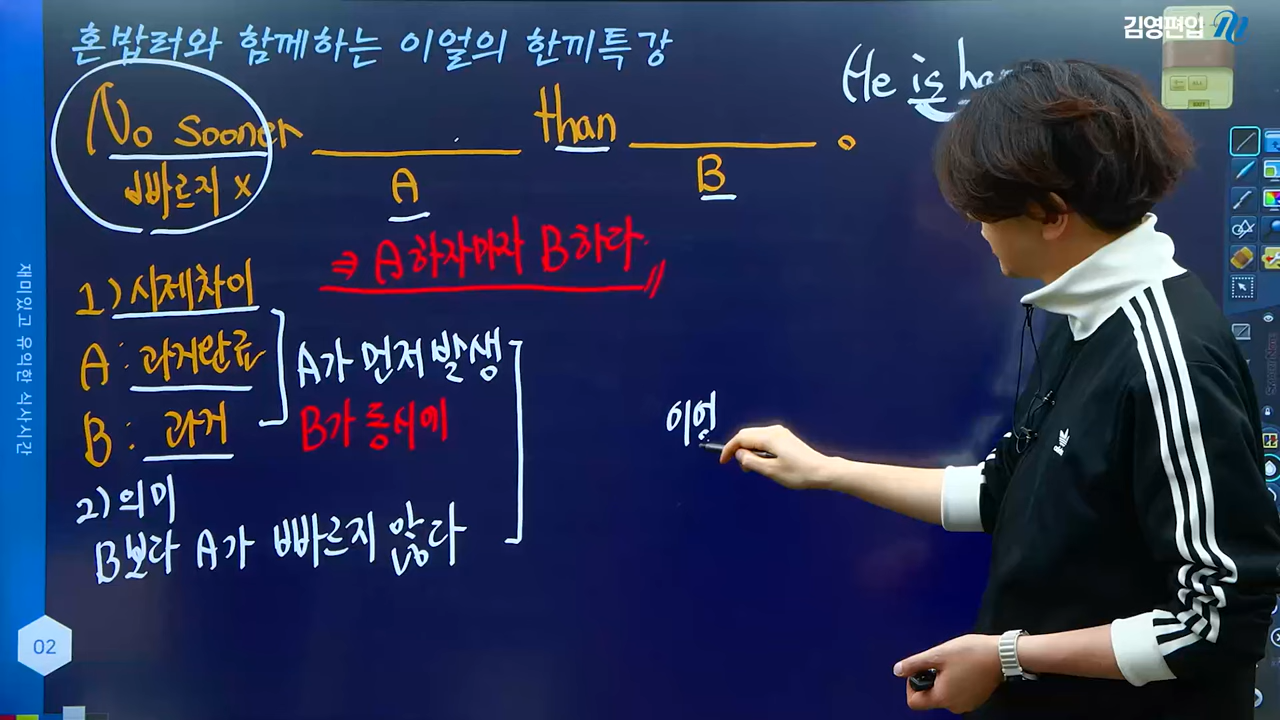 혼밥러와 함께하는 이얼의 한끼특강
김영편입
He is
No sooner ______ than ______ 。
빠르지 x
A
B
⇒ A하자마자 B하다.
1) 시제차이
A : 과거완료
B : 과거
A가 먼저 발생
B가 동시에
2) 의미
B보다 A가 빠르지 않다
이얼
재미있고 유익한 식사시간
02